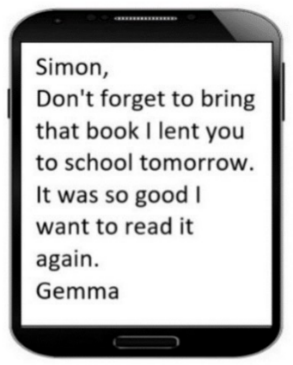 Simon,
Don't forget to bring
that book I lent you
to school tomorrow.
It was so good I
want to read it
again.
Gemma